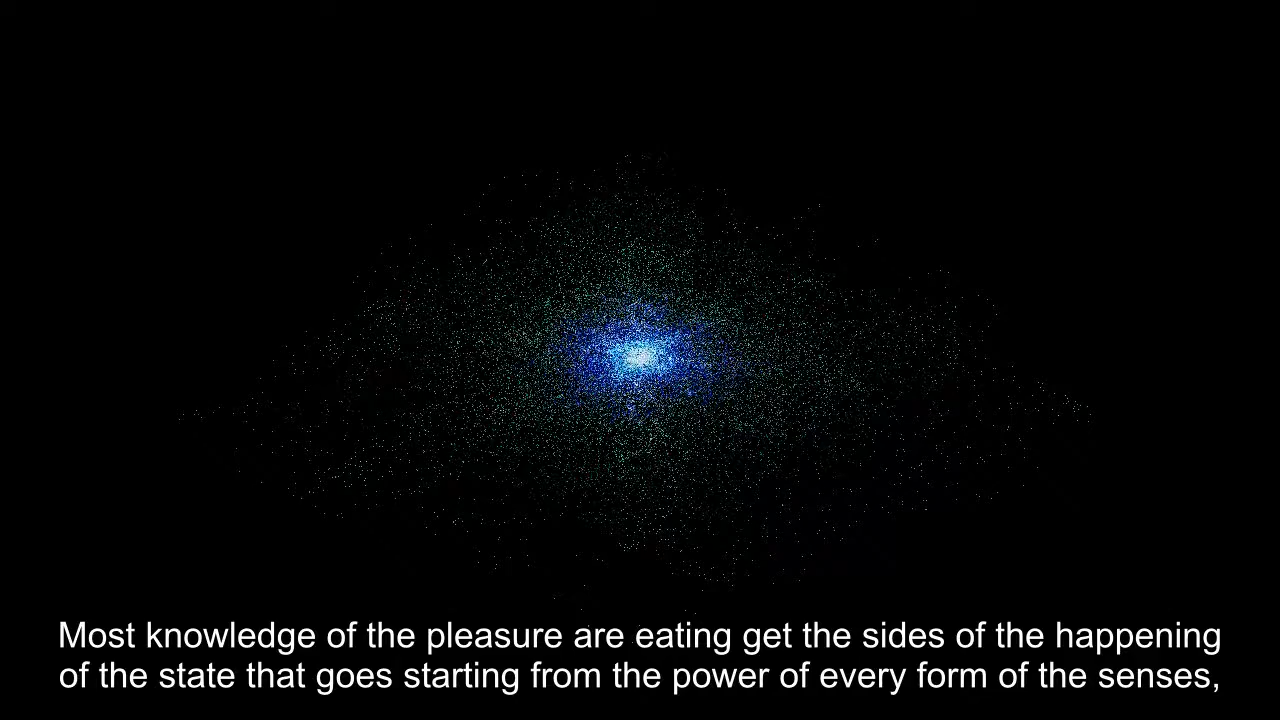 Most knowledge of the pleasure are eating get the sides of the happening
of the state that goes starting from the power of every form of the senses,